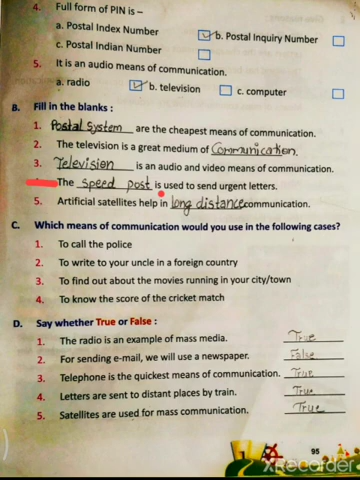 4. Full form of PIN is –
a. Postal Index Number b. Postal Inquiry Number
c. Postal Indian Number
5. It is an audio means of communication.
a. radio b. television c. computer
B. Fill in the blanks :
1. Postal System are the cheapest means of communication.
2. The television is a great medium of Communication.
3. Television is an audio and video means of communication.
The speed post is used to send urgent letters.
5. Artificial satellites help in long distance communication.
C. Which means of communication would you use in the following cases?
1. To call the police
2. To write to your uncle in a foreign country
3. To find out about the movies running in your city/town
4. To know the score of the cricket match
D. Say whether True or False :
1. The radio is an example of mass media. True
2. For sending e-mail, we will use a newspaper. False
3. Telephone is the quickest means of communication. True
4. Letters are sent to distant places by train. True
5. Satellites are used for mass communication. True
95
XRecorder